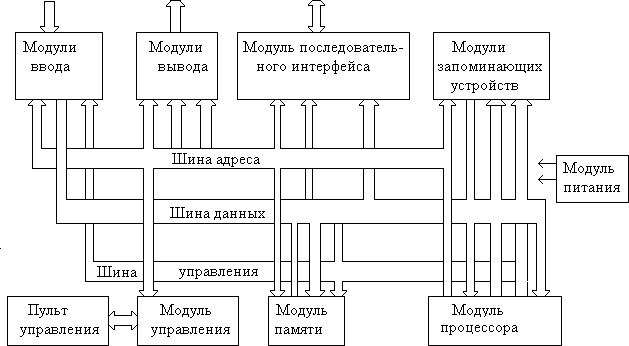 Модули
ввода
Модули
вывода
Модуль последователь-
ного интерфейса
Модули
запоминающих
устройств
Шина адреса
Модуль
питания
Шина данных
Шина управления
Пульт
управления
Модуль
управления
Модуль
памяти
Модуль
процессора